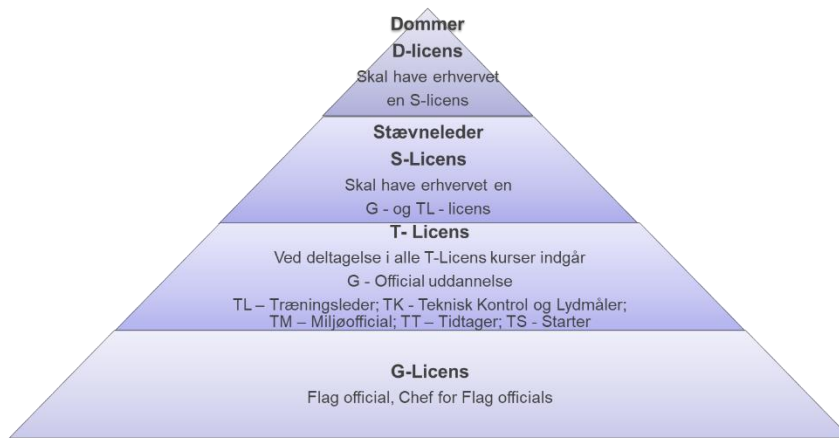 Dommer
D-licens
Skal have erhvervet
en S-licens
Stævneleder
S-Licens
Skal have erhvervet en
G - og TL - licens
T- Licens
Ved deltagelse i alle T-Licens kurser indgår
G - Official uddannelse
TL – Træningsleder; TK - Teknisk Kontrol og Lydmåler;
TM – Miljøofficial; TT – Tidtager; TS - Starter
G-Licens
Flag official, Chef for Flag officials